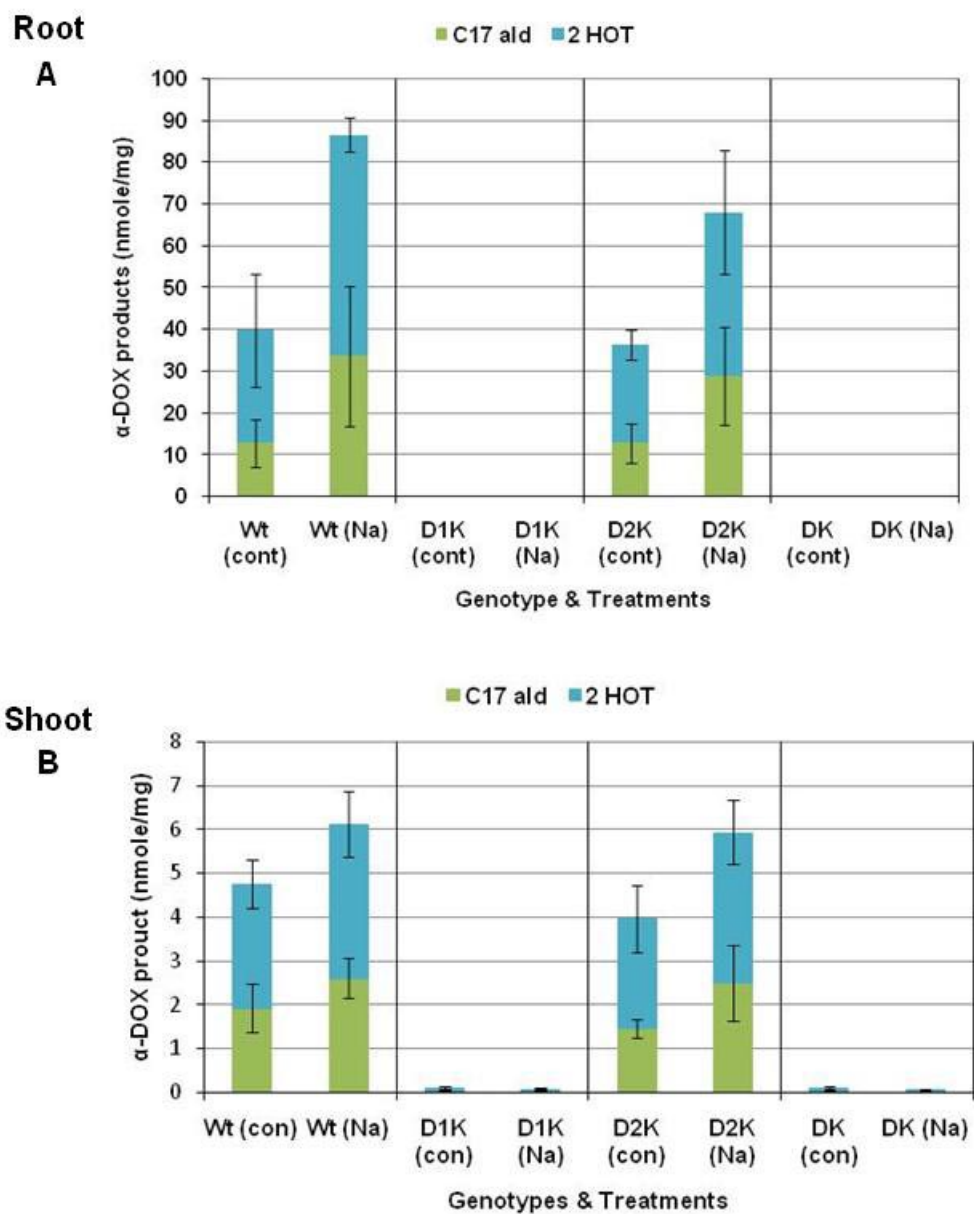 Root
A
C17 ald 2 HOT
α-DOX products (nmole/mg)
100
90
80
70
60
50
40
30
20
10
0
Wt (cont) Wt (Na) D1K (cont) D1K (Na) D2K (cont) D2K (Na) DK (cont) DK (Na)
Genotype & Treatments
Shoot
B
C17 ald 2 HOT
α-DOX prouct (nmole/mg)
8
7
6
5
4
3
2
1
0
Wt (con) Wt (Na) D1K (con) D1K (Na) D2K (con) D2K (Na) DK (con) DK (Na)
Genotypes & Treatments